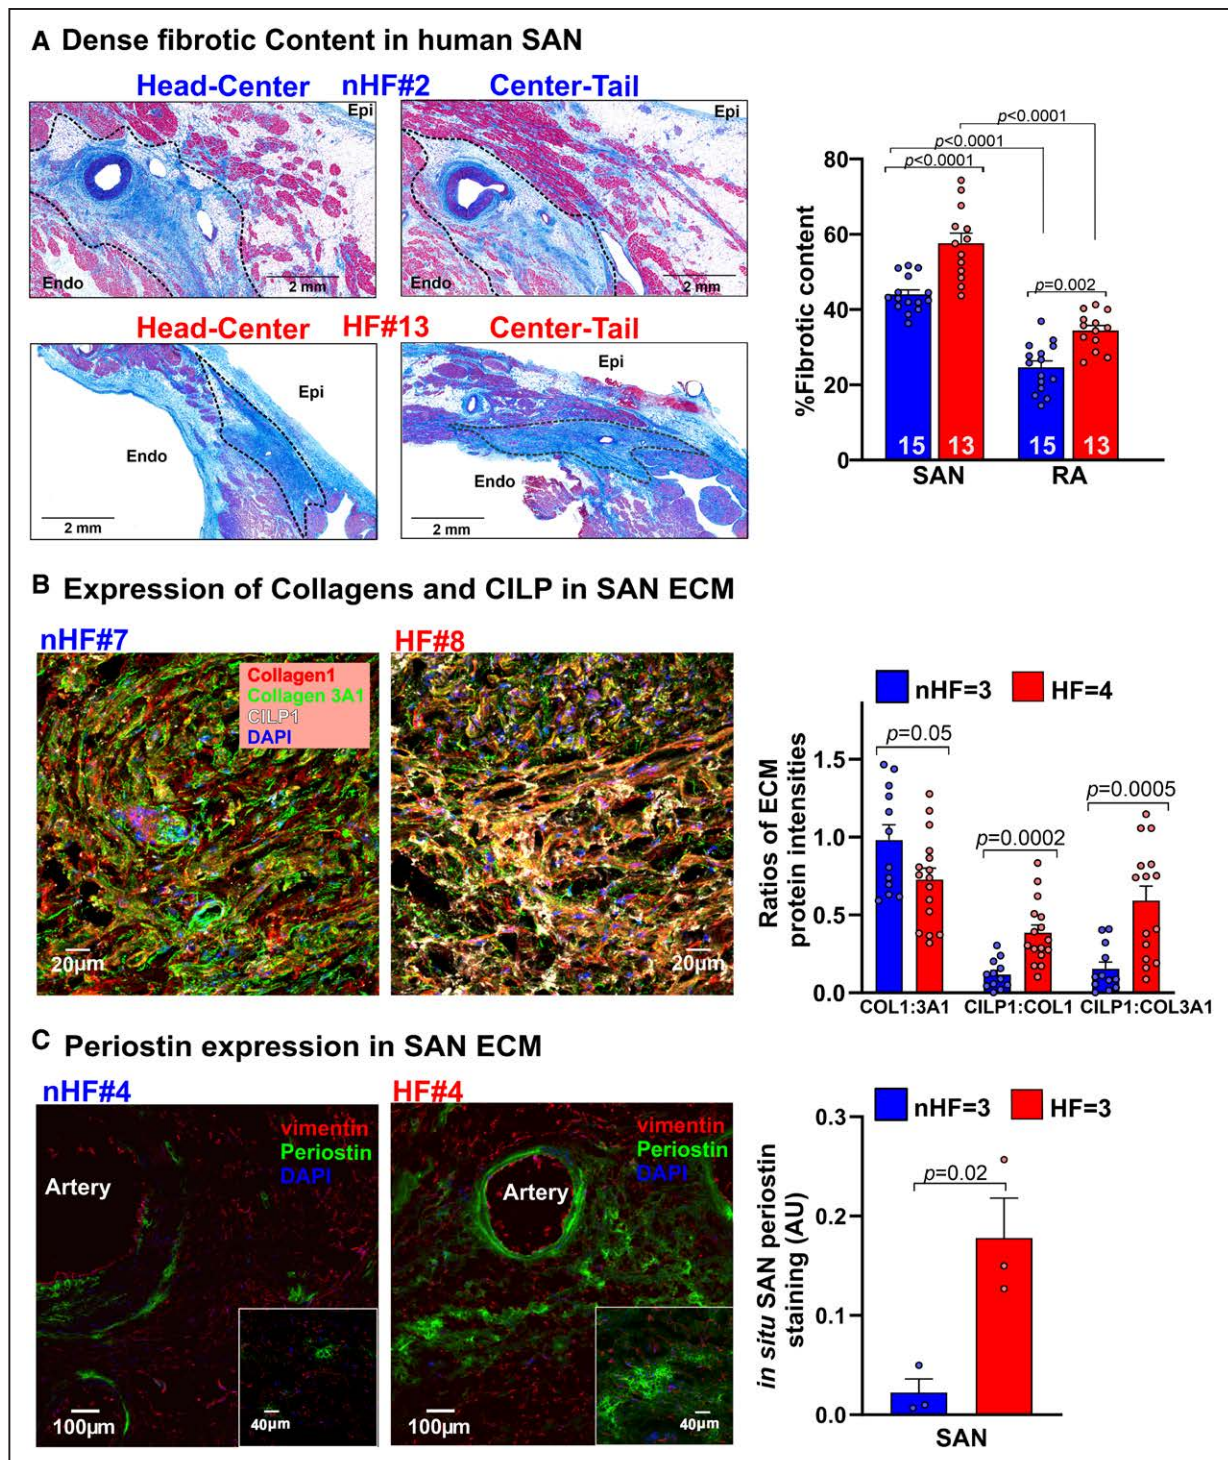 A Dense fibrotic Content in human SAN
Head-Center nHF#2 Center-Tail
Epi
Endo
2 mm
Epi
Endo
2 mm
Head-Center HF#13 Center-Tail
Epi
Endo
2 mm
Epi
Endo
2 mm
p<0.0001
p<0.0001
p<0.0001
p=0.002
%Fibrotic content
80
60
40
20
0
15 13 15 13
SAN RA
B Expression of Collagens and CILP in SAN ECM
nHF#7 HF#8
Collagen1
Collagen 3A1
CILP1
DAPI
20µm
20µm
nHF=3 HF=4
p=0.05
p=0.0002
p=0.0005
Ratios of ECM
protein intensities
1.5
1.0
0.5
0.0
COL1:3A1 CILP1:COL1 CILP1:COL3A1
C Periostin expression in SAN ECM
nHF#4 HF#4
vimentin
Periostin
DAPI
Artery
100µm
40µm
vimentin
Periostin
DAPI
Artery
100µm
40µm
nHF=3 HF=3
p=0.02
in situ SAN periostin
staining (AU)
0.3
0.2
0.1
0.0
SAN